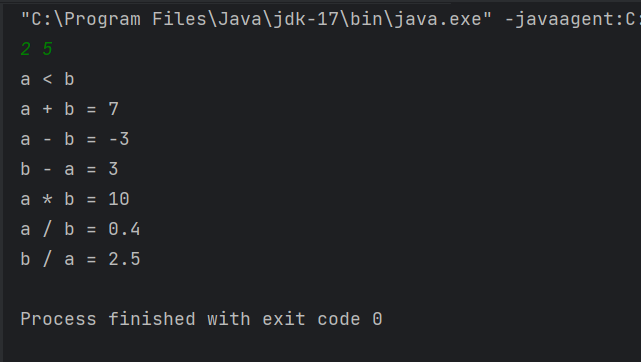 "C:\Program Files\Java\jdk-17\bin\java.exe" -javaagent:C:
2 5
a < b
a + b = 7
a - b = -3
b - a = 3
a * b = 10
a / b = 0.4
b / a = 2.5
Process finished with exit code 0